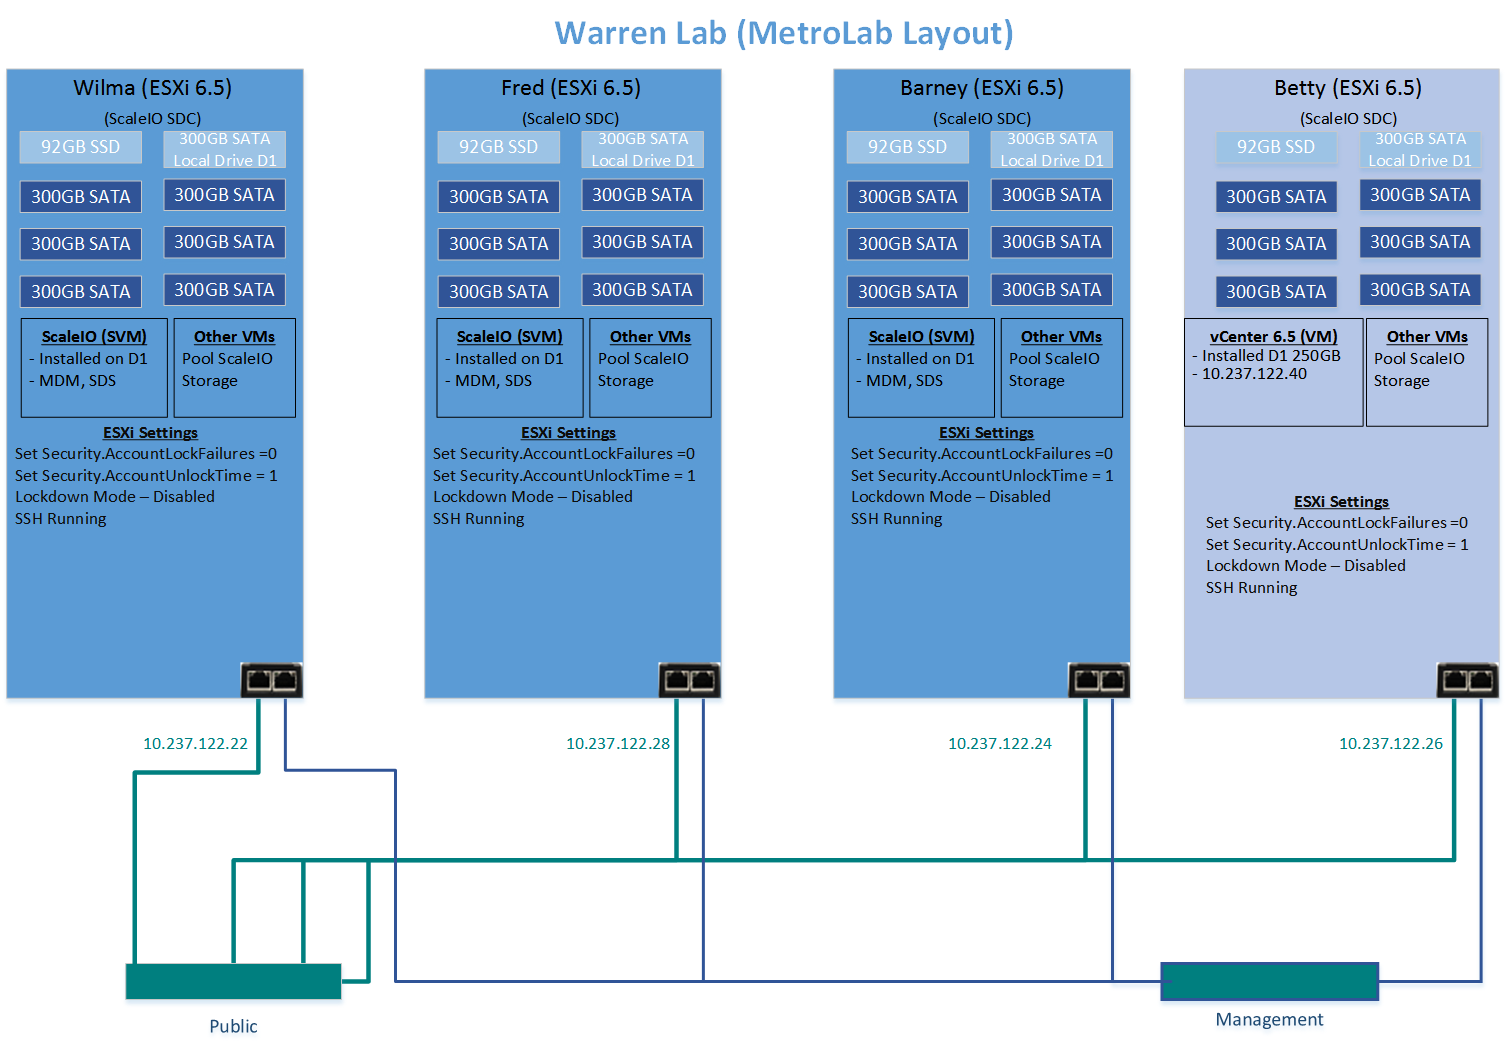 Warren Lab (MetroLab Layout)
Wilma (ESXi 6.5)
(ScaleIO SDC)
92GB SSD
300GB SATA
Local Drive D1
300GB SATA
300GB SATA
300GB SATA
300GB SATA
300GB SATA
300GB SATA
ScaleIO (SVM)
- Installed on D1
- MDM, SDS
Other VMs
Pool ScaleIO
Storage
ESXi Settings
Set Security.AccountLockFailures =0
Set Security.AccountUnlockTime = 1
Lockdown Mode – Disabled
SSH Running
10.237.122.22
Fred (ESXi 6.5)
(ScaleIO SDC)
92GB SSD
300GB SATA
Local Drive D1
300GB SATA
300GB SATA
300GB SATA
300GB SATA
300GB SATA
300GB SATA
ScaleIO (SVM)
- Installed on D1
- MDM, SDS
Other VMs
Pool ScaleIO
Storage
ESXi Settings
Set Security.AccountLockFailures =0
Set Security.AccountUnlockTime = 1
Lockdown Mode – Disabled
SSH Running
10.237.122.28
Barney (ESXi 6.5)
(ScaleIO SDC)
92GB SSD
300GB SATA
Local Drive D1
300GB SATA
300GB SATA
300GB SATA
300GB SATA
300GB SATA
300GB SATA
ScaleIO (SVM)
- Installed on D1
- MDM, SDS
Other VMs
Pool ScaleIO
Storage
ESXi Settings
Set Security.AccountLockFailures =0
Set Security.AccountUnlockTime = 1
Lockdown Mode – Disabled
SSH Running
10.237.122.24
Betty (ESXi 6.5)
(ScaleIO SDC)
92GB SSD
300GB SATA
Local Drive D1
300GB SATA
300GB SATA
300GB SATA
300GB SATA
300GB SATA
300GB SATA
vCenter 6.5 (VM)
- Installed D1 250GB
- 10.237.122.40
Other VMs
Pool ScaleIO
Storage
ESXi Settings
Set Security.AccountLockFailures =0
Set Security.AccountUnlockTime = 1
Lockdown Mode – Disabled
SSH Running
10.237.122.26
Public
Management